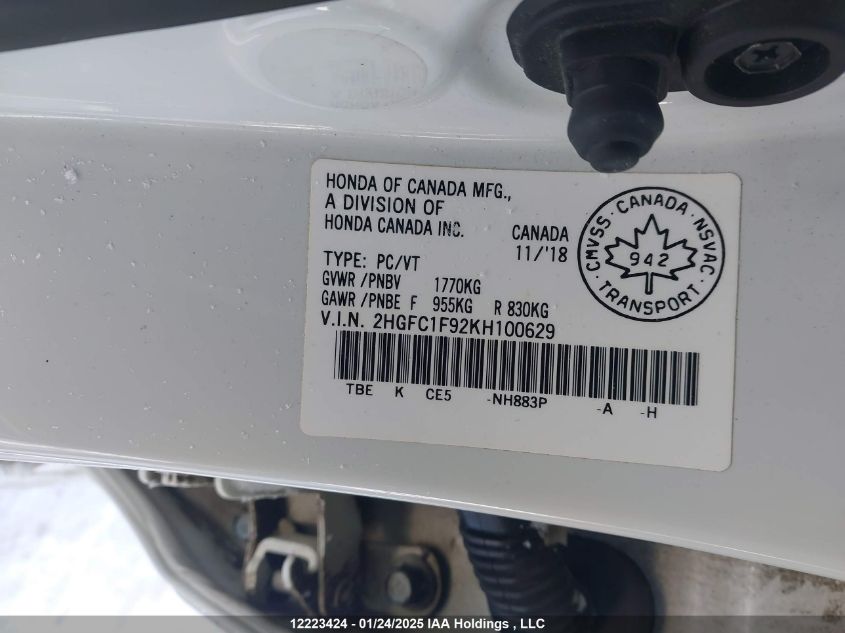 HONDA OF CANADA MFG.,
A DIVISION OF
HONDA CANADA INC.
CANADA
11/'18
TYPE: PC/VT
GVWR /PNBV 1770KG
GAWR /PNBE F 955KG R 830KG
V.I.N. 2HGFC1F92KH100629
TBE K CE5 -NH883P -A -H
CMVSS · CANADA · NSVAC
942
· TRANSPORT ·
12223424 - 01/24/2025 IAA Holdings , LLC